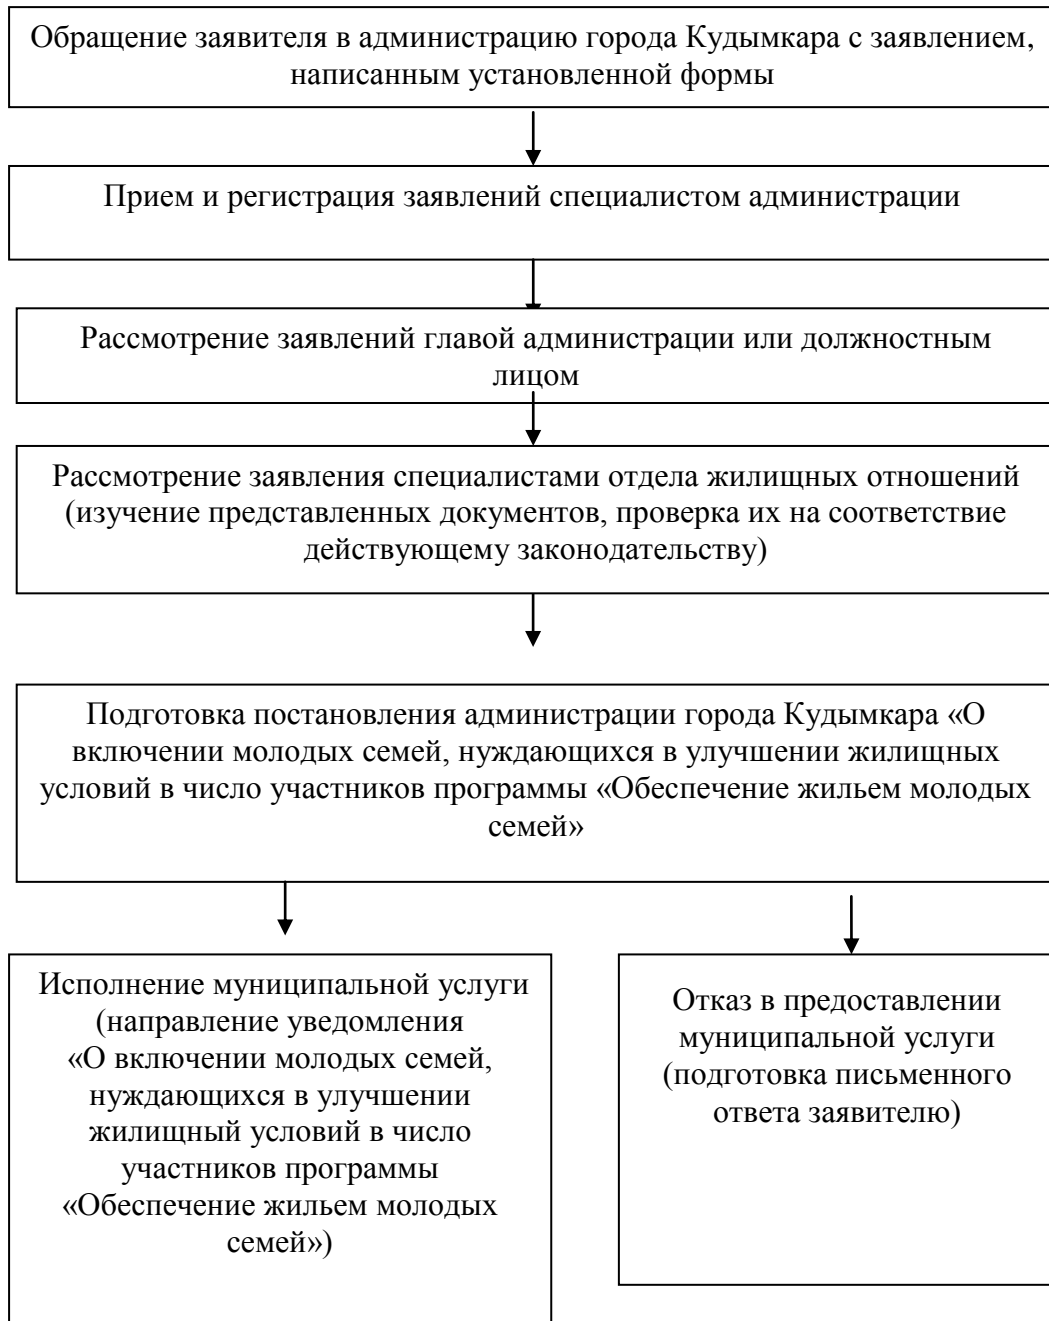 Обращение заявителя в администрацию города Кудымкара с заявлением,
написанным установленной формы
Прием и регистрация заявлений специалистом администрации
Рассмотрение заявлений главой администрации или должностным
лицом
Рассмотрение заявления специалистами отдела жилищных отношений
(изучение представленных документов, проверка их на соответствие
действующему законодательству)
Подготовка постановления администрации города Кудымкара «О
включении молодых семей, нуждающихся в улучшении жилищных
условий в число участников программы «Обеспечение жильем молодых
семей»
Исполнение муниципальной услуги
(направление уведомления
«О включении молодых семей,
нуждающихся в улучшении
жилищный условий в число
участников программы
«Обеспечение жильем молодых
семей»)
Отказ в предоставлении
муниципальной услуги
(подготовка письменного
ответа заявителю)